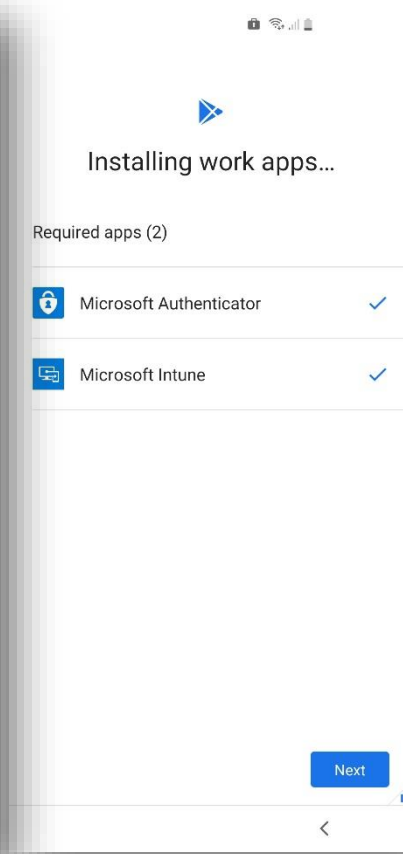 Installing work apps...
Required apps (2)
Microsoft Authenticator
Microsoft Intune
Next